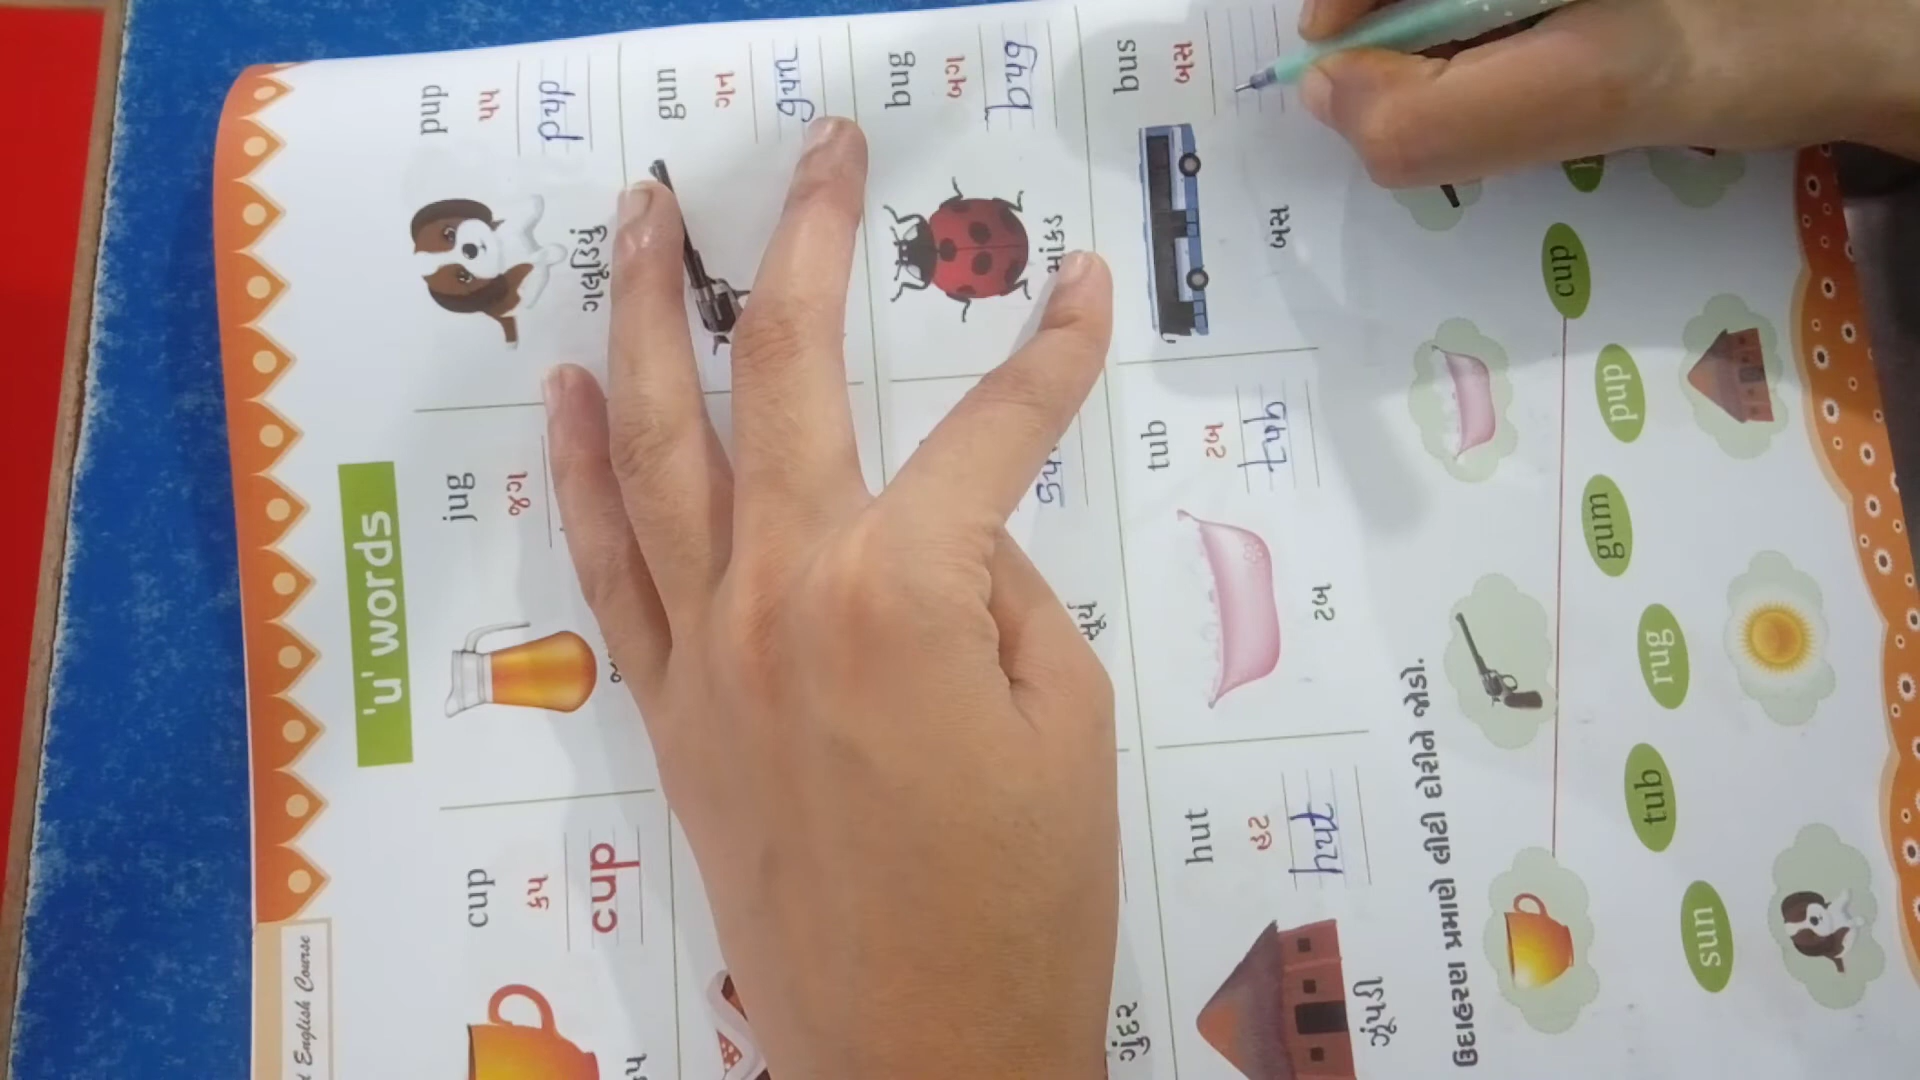 d English Course
'u' words
cup
કપ
cup
jug
જગ
pup
પપ
pup
ગલૂડિયું
gun
ગન
gun
bug
બગ
bug
માંકડ
સૂર્ય
ગુંદર
hut
હટ
hut
ઝૂંપડી
tub
ટબ
tub
ટબ
bus
બસ
બસ
ઉદાહરણ પ્રમાણે લીટી દોરીને જોડો.
sun
tub
rug
gum
pup
cup